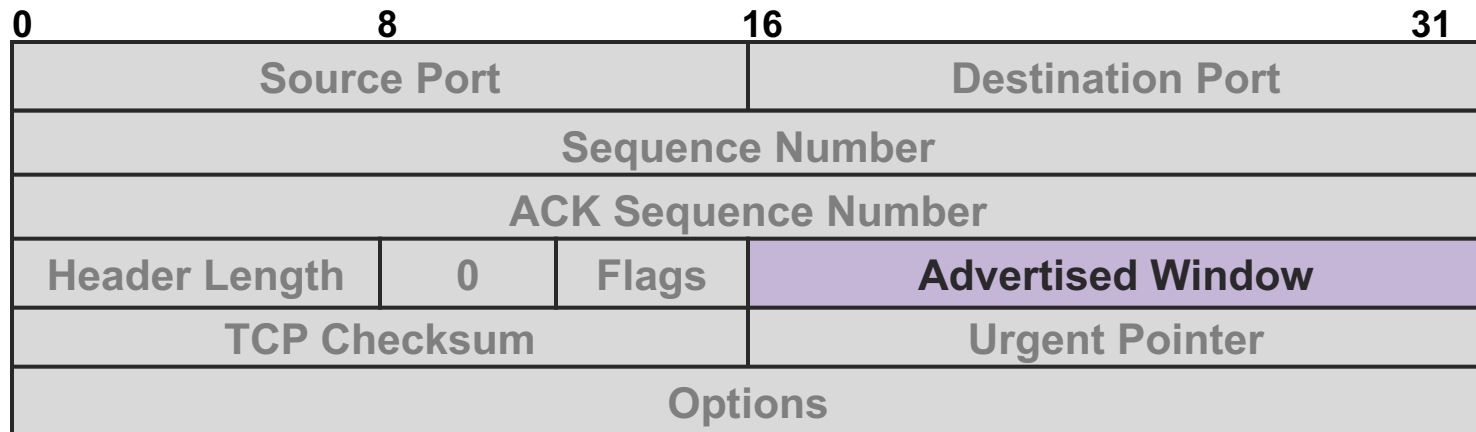 0 8 16 31
Source Port Destination Port
Sequence Number
ACK Sequence Number
Header Length 0 Flags Advertised Window
TCP Checksum Urgent Pointer
Options